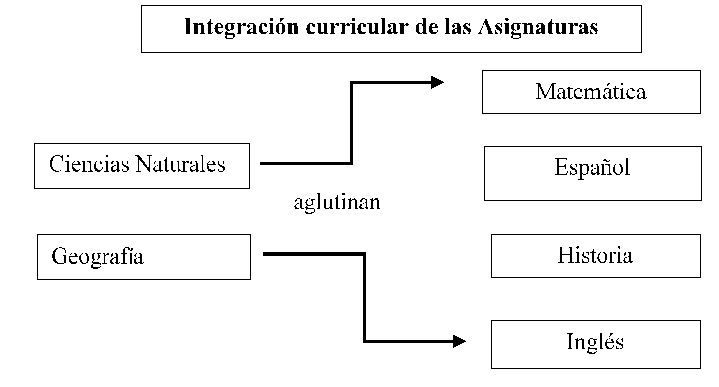 Integración curricular de las Asignaturas
Matemática
Ciencias Naturales
Español
aglutinan
Geografía
Historia
Inglés